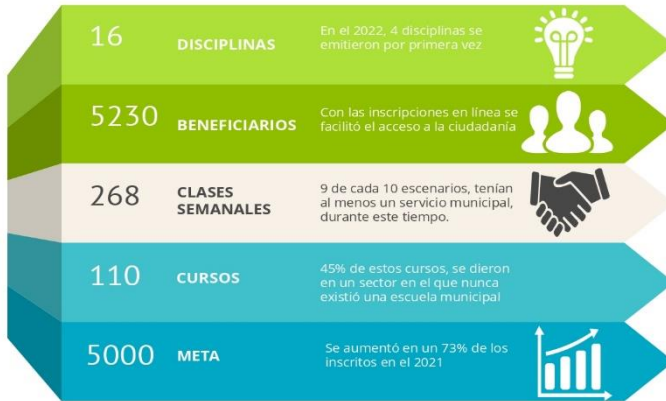 16 DISCIPLINAS En el 2022, 4 disciplinas se
emitieron por primera vez
5230 BENEFICIARIOS Con las inscripciones en línea se
facilitó el acceso a la ciudadanía
268 CLASES
SEMANALES
9 de cada 10 escenarios, tenían
al menos un servicio municipal,
durante este tiempo.
110 CURSOS
45% de estos cursos, se dieron
en un sector en el que nunca
existió una escuela municipal
5000 META
Se aumentó en un 73% de los
inscritos en el 2021